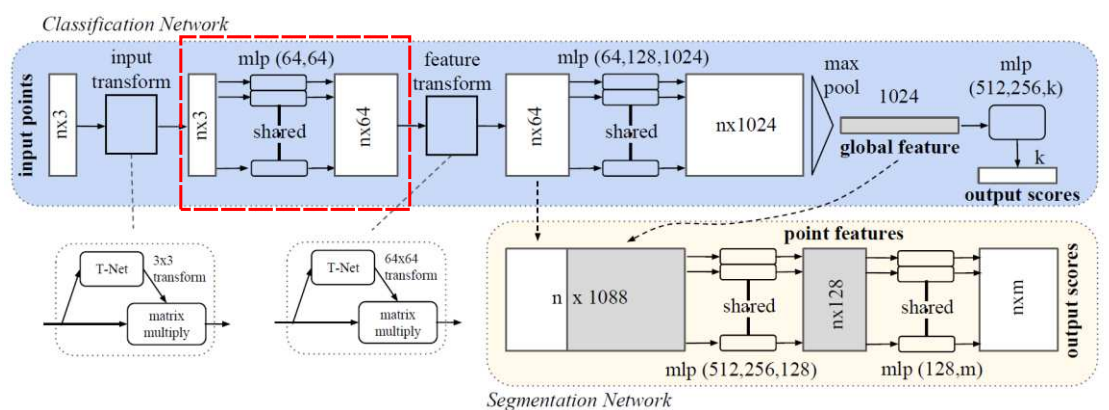 Classification Network
input points
nx3
input
transform
nx3
mlp (64,64)
shared
nx64
feature
transform
nx64
mlp (64,128,1024)
shared
nx1024
max
pool
1024
global feature
mlp
(512,256,k)
k
output scores
T-Net
3x3
transform
matrix
multiply
T-Net
64x64
transform
matrix
multiply
point features
n x 1088
shared
mlp (512,256,128)
nx128
shared
mlp (128,m)
nxm
output scores
Segmentation Network